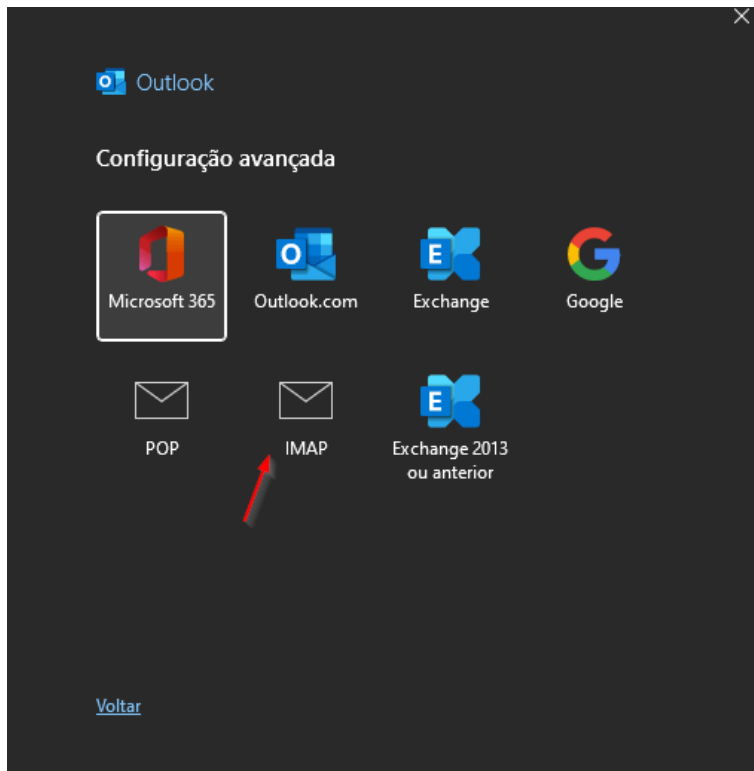 Outlook
Configuração avançada
Microsoft 365
Outlook.com
Exchange
Google
POP
IMAP
Exchange 2013
ou anterior
Voltar